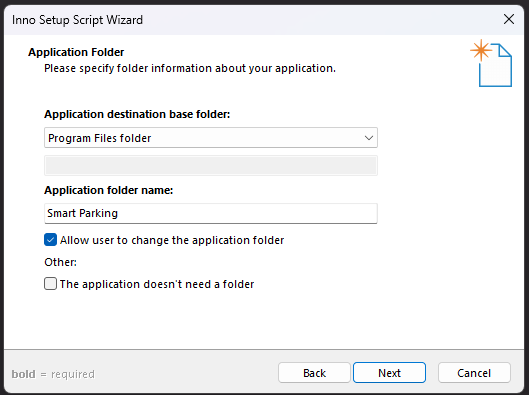 Inno Setup Script Wizard
Application Folder
Please specify folder information about your application.
Application destination base folder:
Program Files folder
Application folder name:
Smart Parking
Allow user to change the application folder
Other:
The application doesn't need a folder
bold = required
Back
Next
Cancel